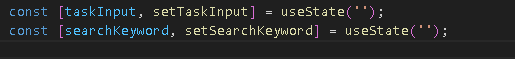 const [taskInput, setTaskInput] = useState('');
const [searchKeyword, setSearchKeyword] = useState('');